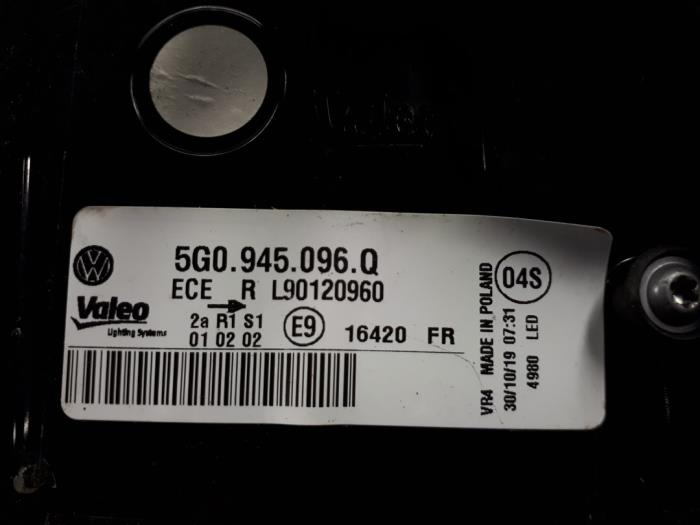 Valeo
5G0.945.096.Q
ECE R L90120960
Valeo
Lighting Systems
2a R1 S1
01 02 02
E9
16420 FR
VR4 MADE IN POLAND
30/10/19 07:31
4980 LED
04S